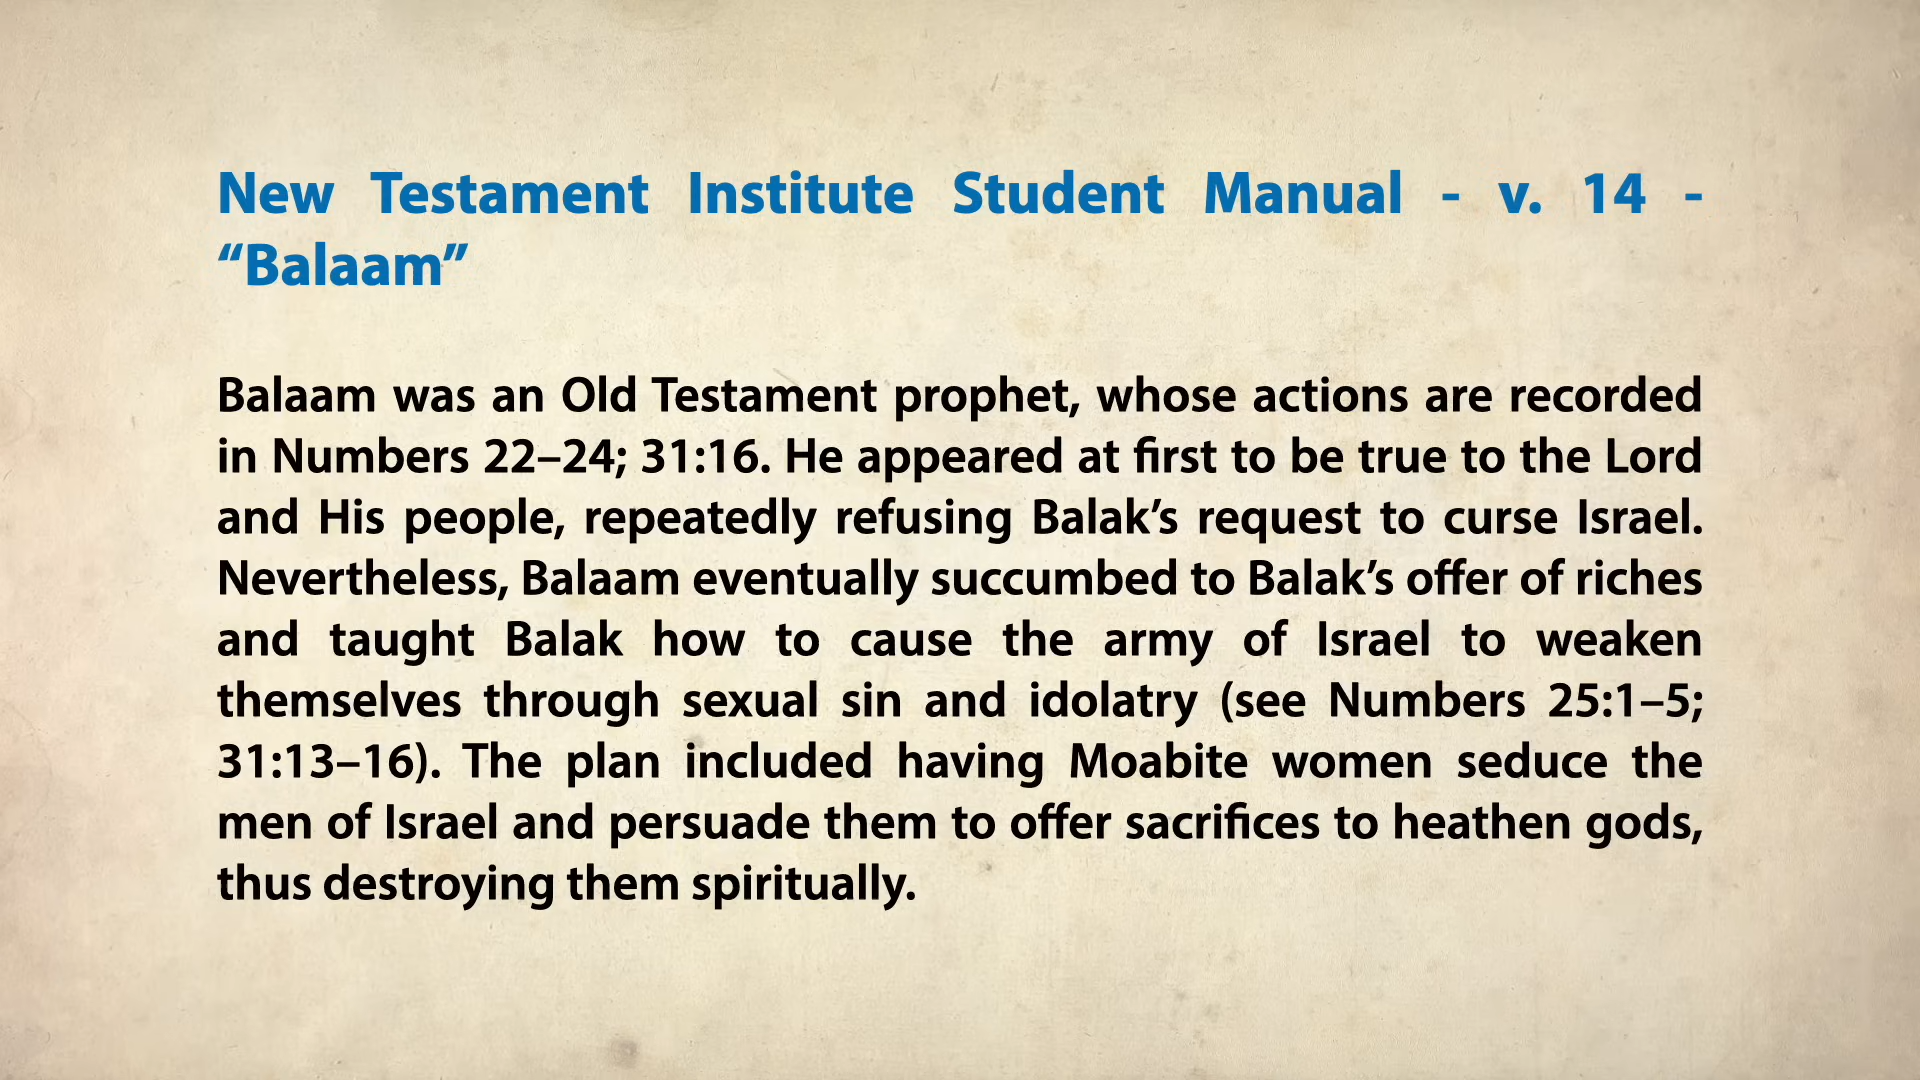 New Testament Institute Student Manual - v. 14 -
“Balaam”
Balaam was an Old Testament prophet, whose actions are recorded
in Numbers 22–24; 31:16. He appeared at first to be true to the Lord
and His people, repeatedly refusing Balak’s request to curse Israel.
Nevertheless, Balaam eventually succumbed to Balak’s offer of riches
and taught Balak how to cause the army of Israel to weaken
themselves through sexual sin and idolatry (see Numbers 25:1–5;
31:13–16). The plan included having Moabite women seduce the
men of Israel and persuade them to offer sacrifices to heathen gods,
thus destroying them spiritually.